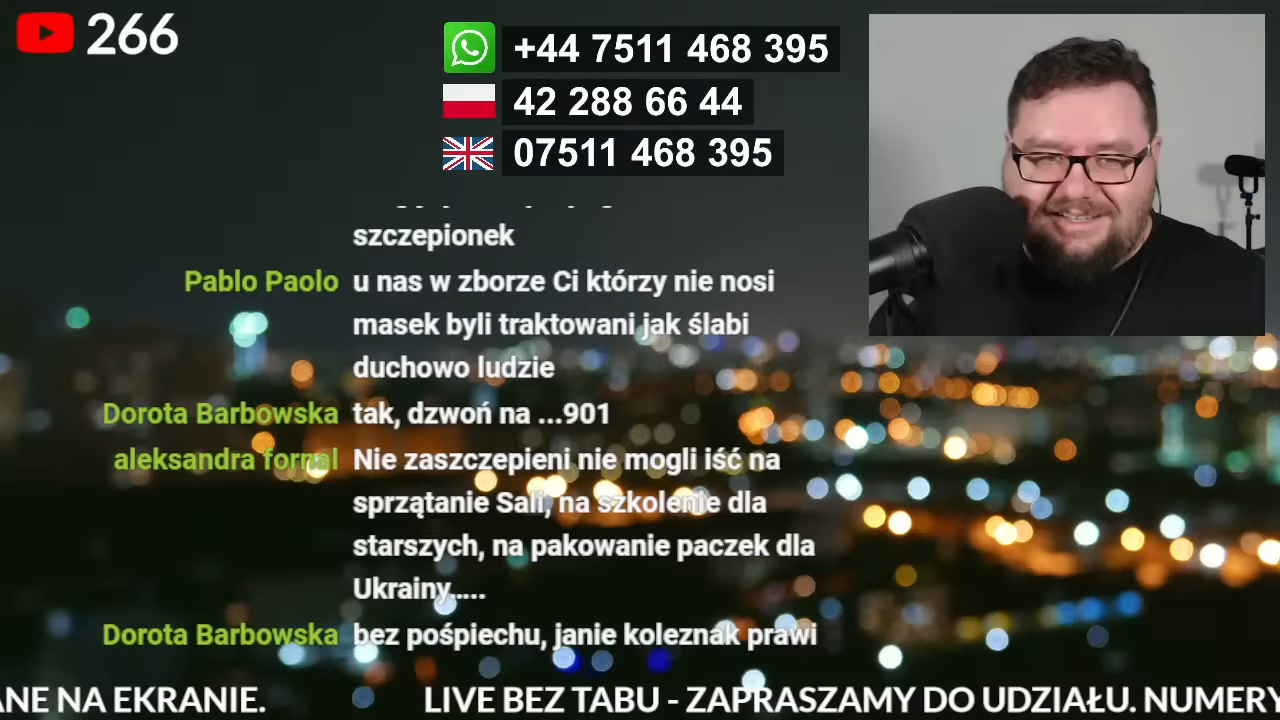 266
+44 7511 468 395
42 288 66 44
07511 468 395
szczepionek
Pablo Paolo u nas w zborze Ci którzy nie nosi
masek byli traktowani jak ślabi
duchowo ludzie
Dorota Barbowska tak, dzwoń na ...901
aleksandra fornal Nie zaszczepieni nie mogli iść na
sprzątanie Sali, na szkolenie dla
starszych, na pakowanie paczek dla
Ukrainy.....
Dorota Barbowska bez pośpiechu, janie koleznak prawi
ANE NA EKRANIE. LIVE BEZ TABU - ZAPRASZAMY DO UDZIAŁU. NUMERY